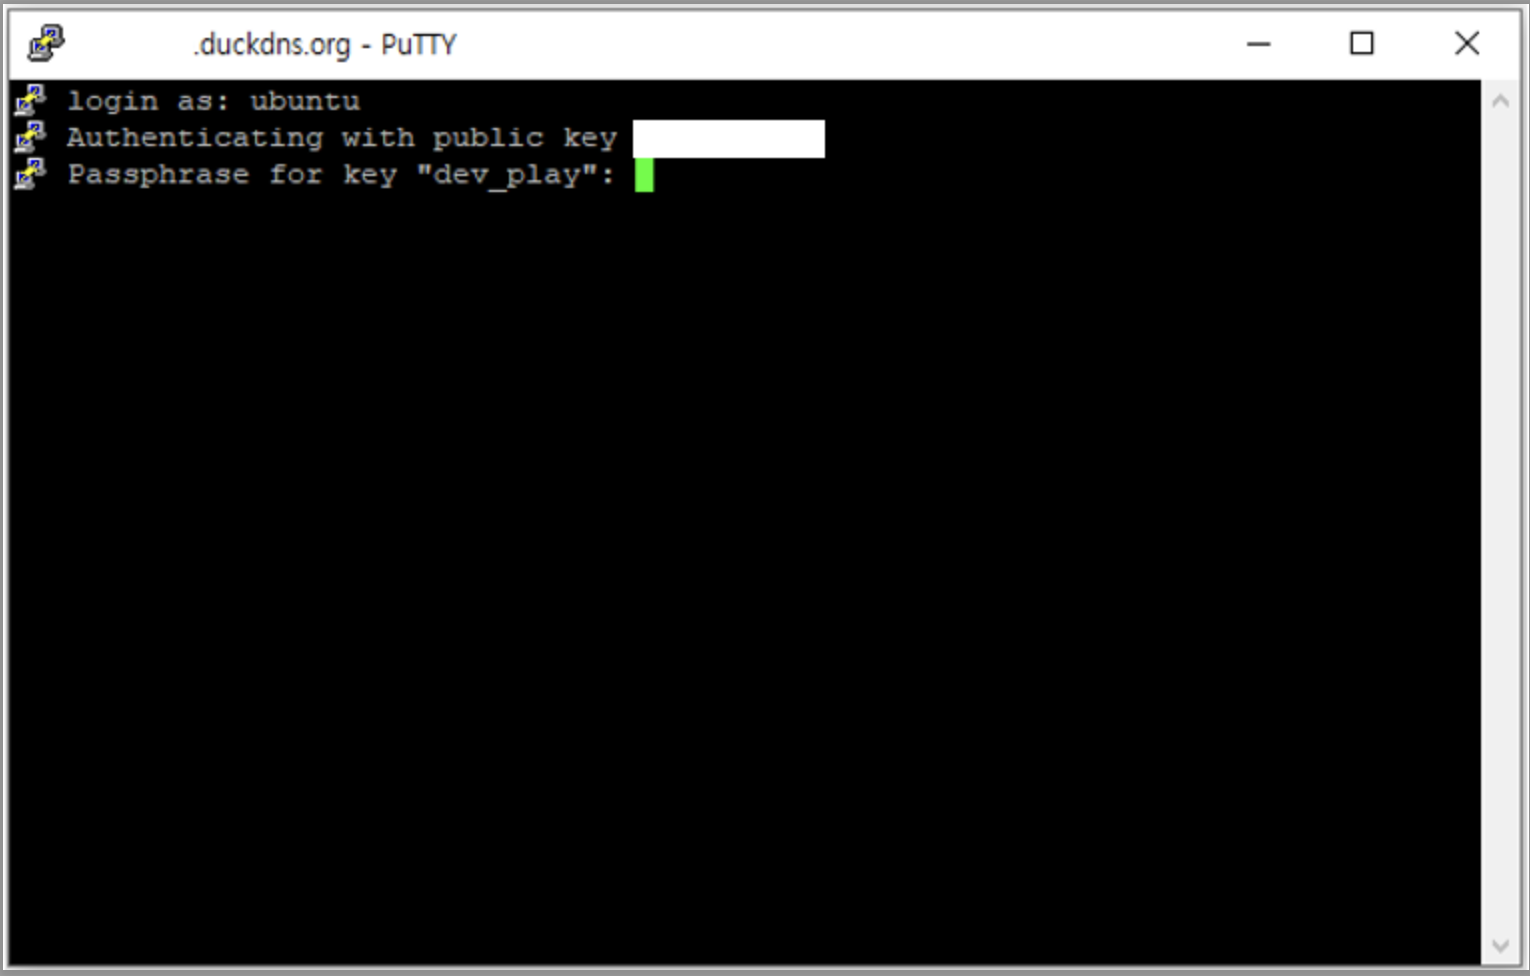 .duckdns.org - PuTTY
login as: ubuntu
Authenticating with public key
Passphrase for key "dev_play":